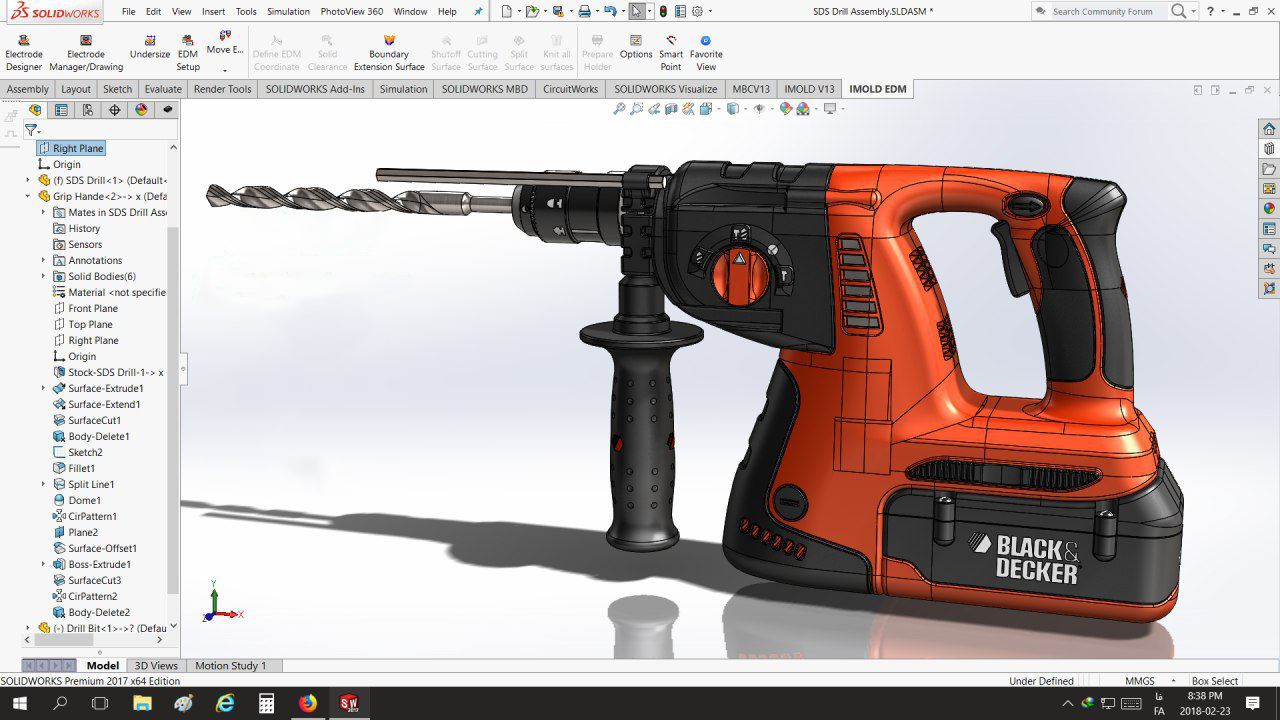 SOLIDWORKS File Edit View Insert Tools Simulation PhotoView 360 Window Help SDS Drill Assembly.SLDASM * Search Community Forum ?
Electrode Designer
Electrode Manager/Drawing
Undersize
EDM Setup
Move E...
Define EDM Coordinate
Solid Clearance
Boundary Extension Surface
Shutoff Surface
Cutting Surface
Split Surface
Knit all surfaces
Prepare Holder
Options
Smart Point
Favorite View
Assembly Layout Sketch Evaluate Render Tools SOLIDWORKS Add-Ins Simulation SOLIDWORKS MBD CircuitWorks SOLIDWORKS Visualize MBCV13 IMOLD V13 IMOLD EDM
Right Plane
Origin
(f) SDS Drill<1> (Default<
Grip Hande<2>-> x (Defa
Mates in SDS Drill Ass
History
Sensors
Annotations
Solid Bodies(6)
Material <not specifie
Front Plane
Top Plane
Right Plane
Origin
Stock-SDS Drill-1-> x
Surface-Extrude1
Surface-Extend1
SurfaceCut1
Body-Delete1
Sketch2
Fillet1
Split Line1
Dome1
CirPattern1
Plane2
Surface-Offset1
Boss-Extrude1
SurfaceCut3
CirPattern2
Body-Delete2
(-) Drill Bit<1>->? (Defau
BLACK&
DECKER
Y
X
Z
Model 3D Views Motion Study 1
SOLIDWORKS Premium 2017 x64 Edition Under Defined MMGS Box Select
SW 2017
فا
FA
8:38 PM
2018-02-23